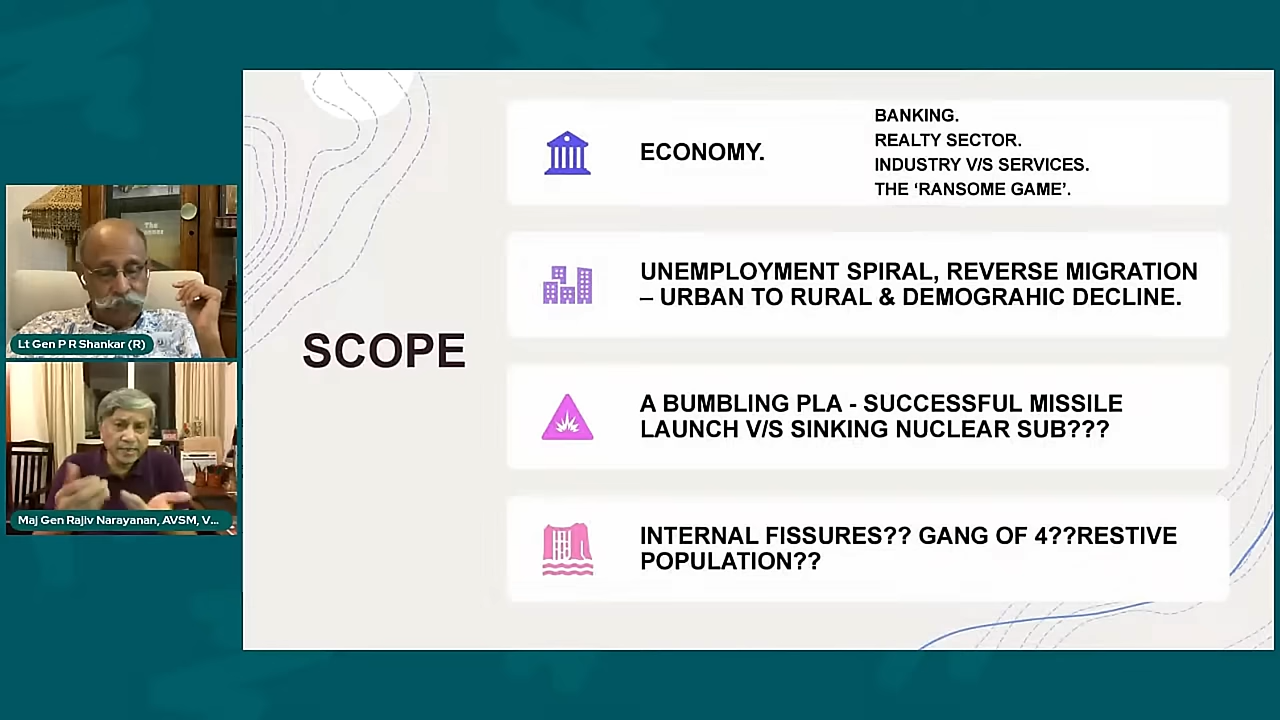 SCOPE
ECONOMY.
BANKING.
REALTY SECTOR.
INDUSTRY V/S SERVICES.
THE ‘RANSOME GAME’.
UNEMPLOYMENT SPIRAL, REVERSE MIGRATION
– URBAN TO RURAL & DEMOGRAHIC DECLINE.
A BUMBLING PLA - SUCCESSFUL MISSILE
LAUNCH V/S SINKING NUCLEAR SUB???
INTERNAL FISSURES?? GANG OF 4??RESTIVE
POPULATION??
Lt Gen P R Shankar (R)
Maj Gen Rajiv Narayanan, AVSM, V...